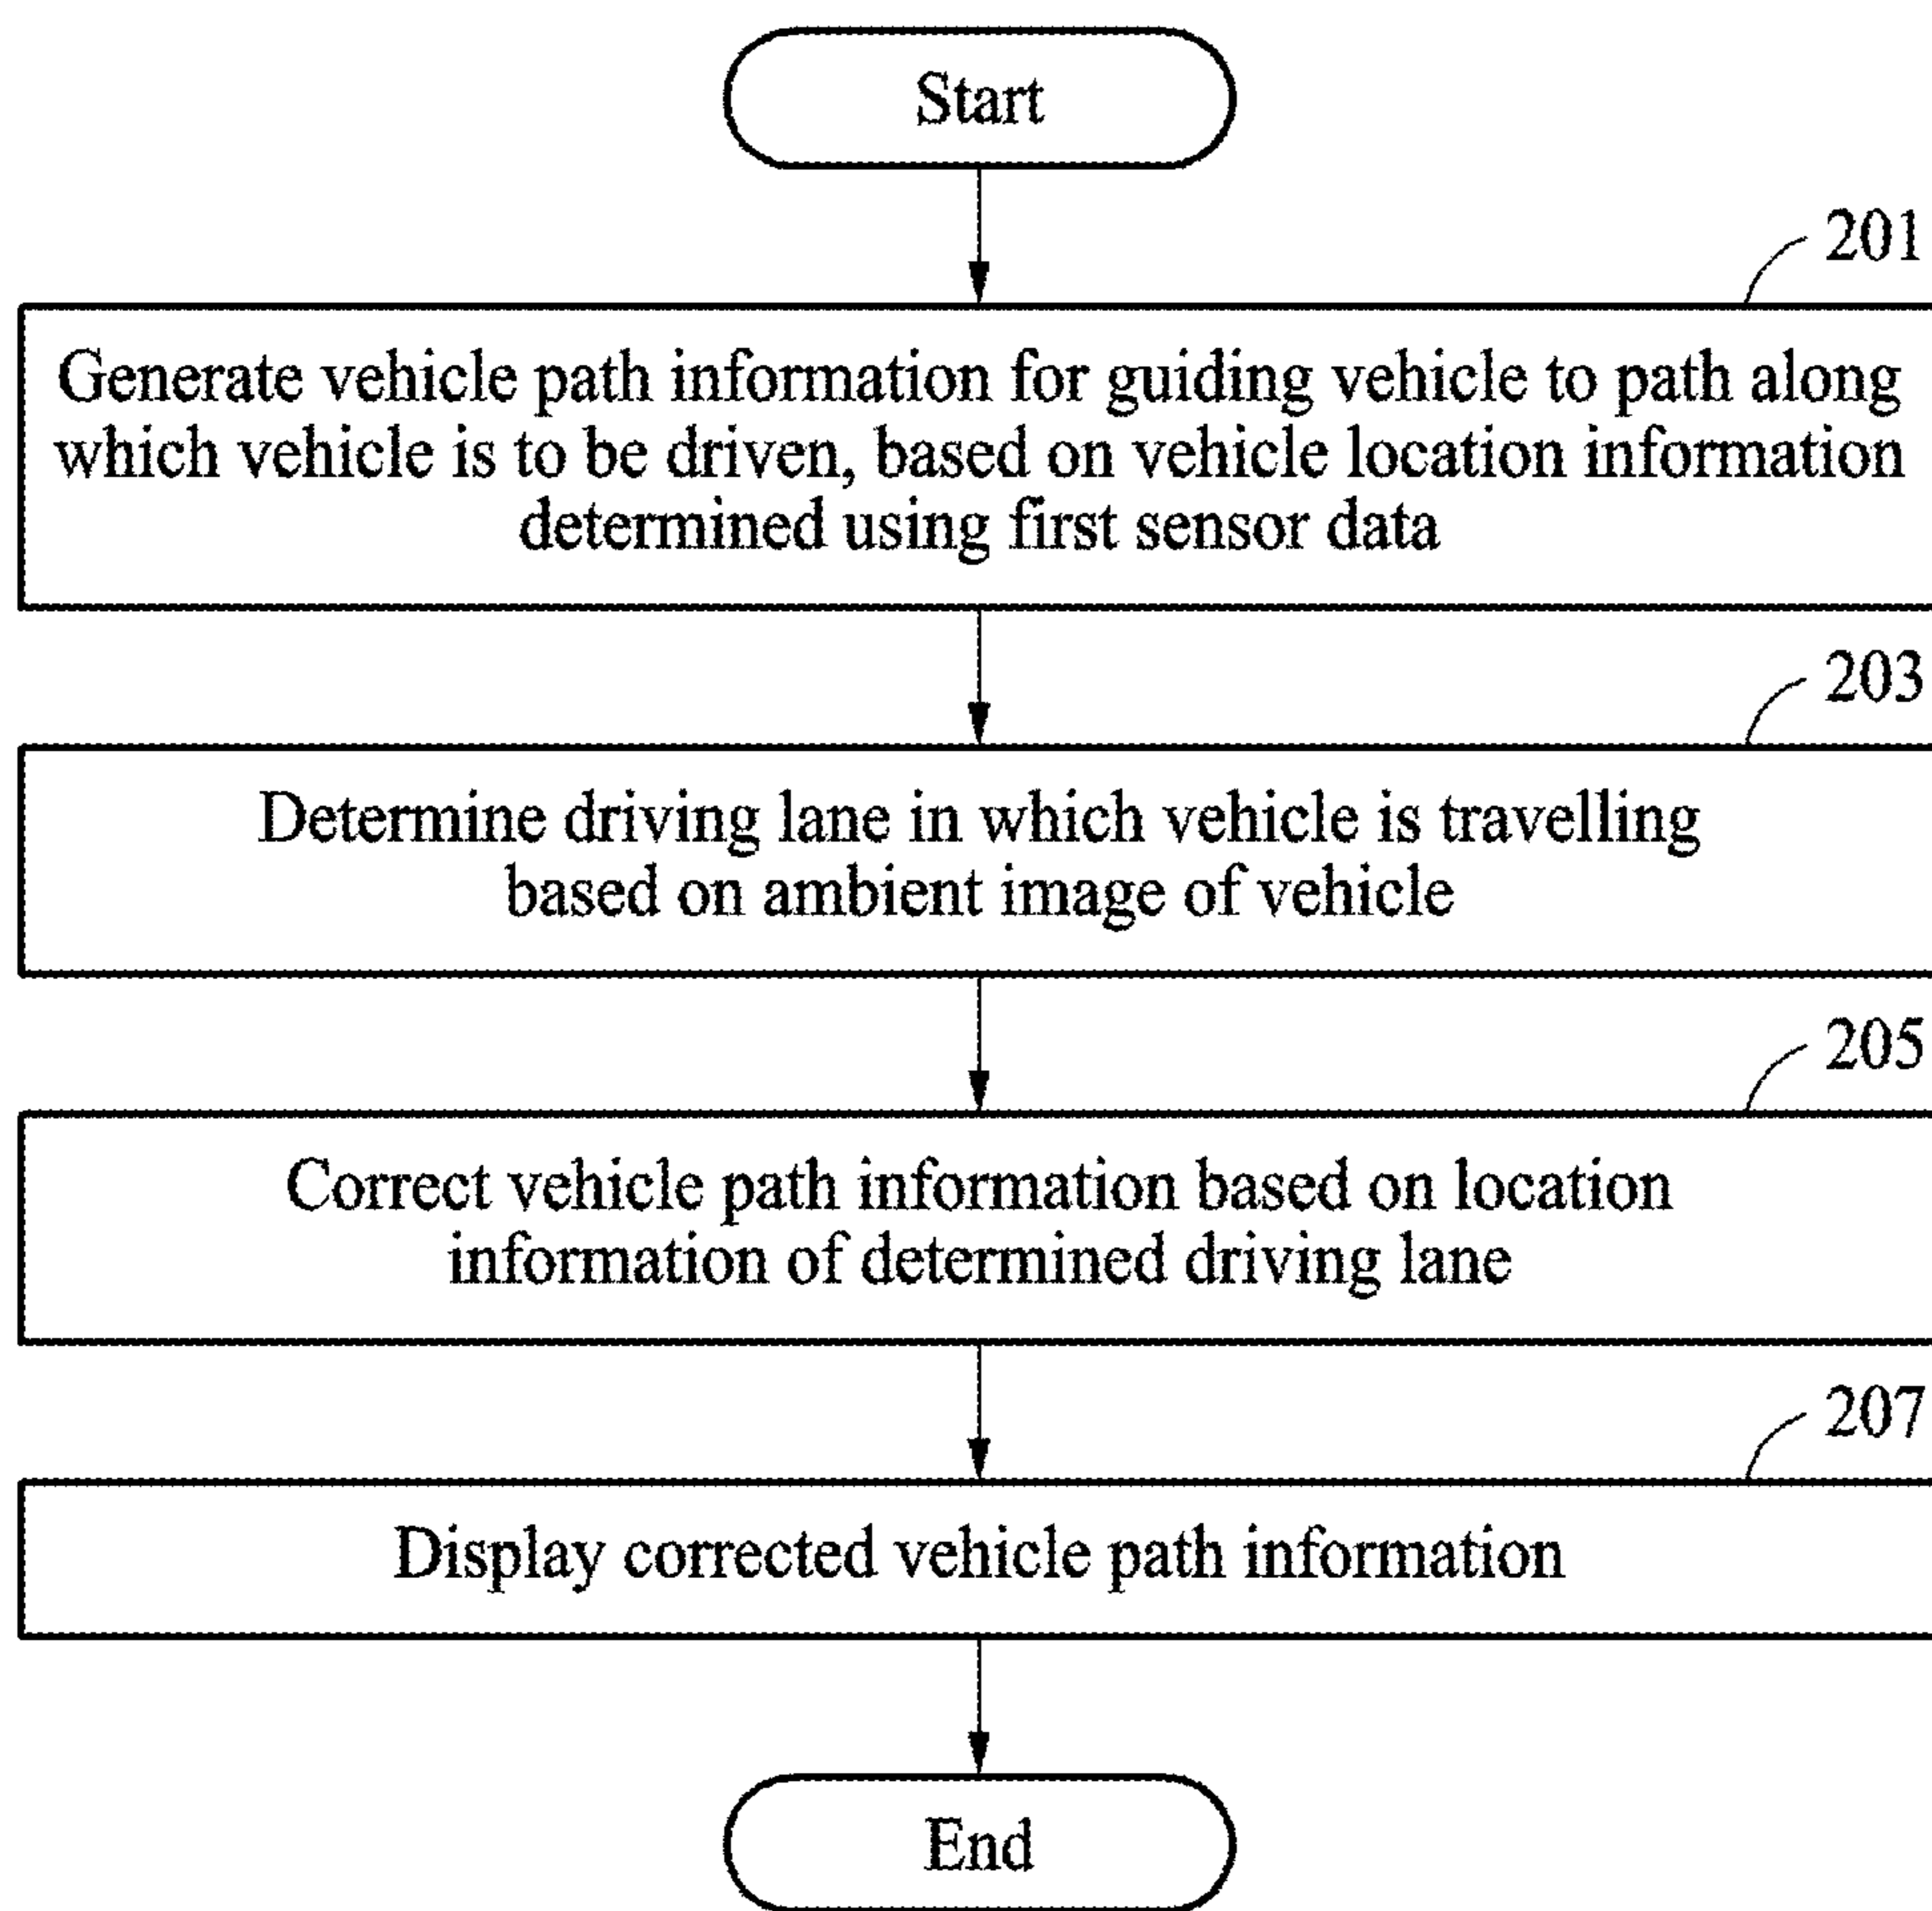 Start
201
Generate vehicle path information for guiding vehicle to path along
which vehicle is to be driven, based on vehicle location information
determined using first sensor data
203
Determine driving lane in which vehicle is travelling
based on ambient image of vehicle
205
Correct vehicle path information based on location
information of determined driving lane
207
Display corrected vehicle path information
End